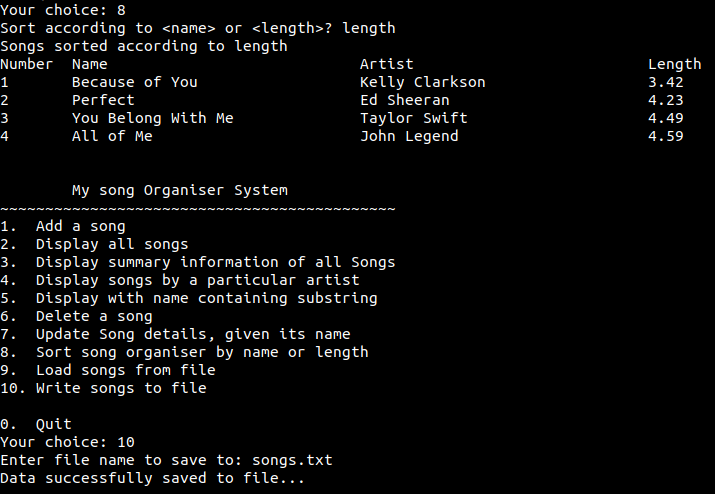 Your choice: 8
Sort according to <name> or <length>? length
Songs sorted according to length
Number  Name                            Artist                          Length
1       Because of You                  Kelly Clarkson                  3.42
2       Perfect                         Ed Sheeran                      4.23
3       You Belong With Me              Taylor Swift                    4.49
4       All of Me                       John Legend                     4.59
        My song Organiser System
~~~~~~~~~~~~~~~~~~~~~~~~~~~~~~~~~~~~~~~~~~~~
1.  Add a song
2.  Display all songs
3.  Display summary information of all Songs
4.  Display songs by a particular artist
5.  Display with name containing substring
6.  Delete a song
7.  Update Song details, given its name
8.  Sort song organiser by name or length
9.  Load songs from file
10. Write songs to file
0.  Quit
Your choice: 10
Enter file name to save to: songs.txt
Data successfully saved to file...